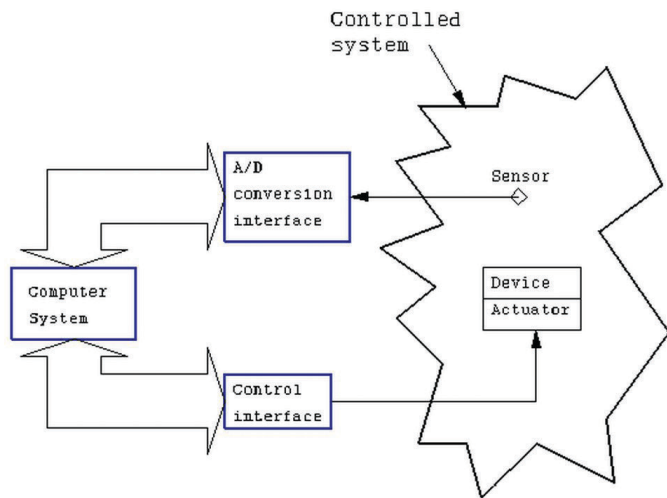 Controlled
system
A/D
conversion
interface
Sensor
Computer
System
Device
Actuator
Control
interface